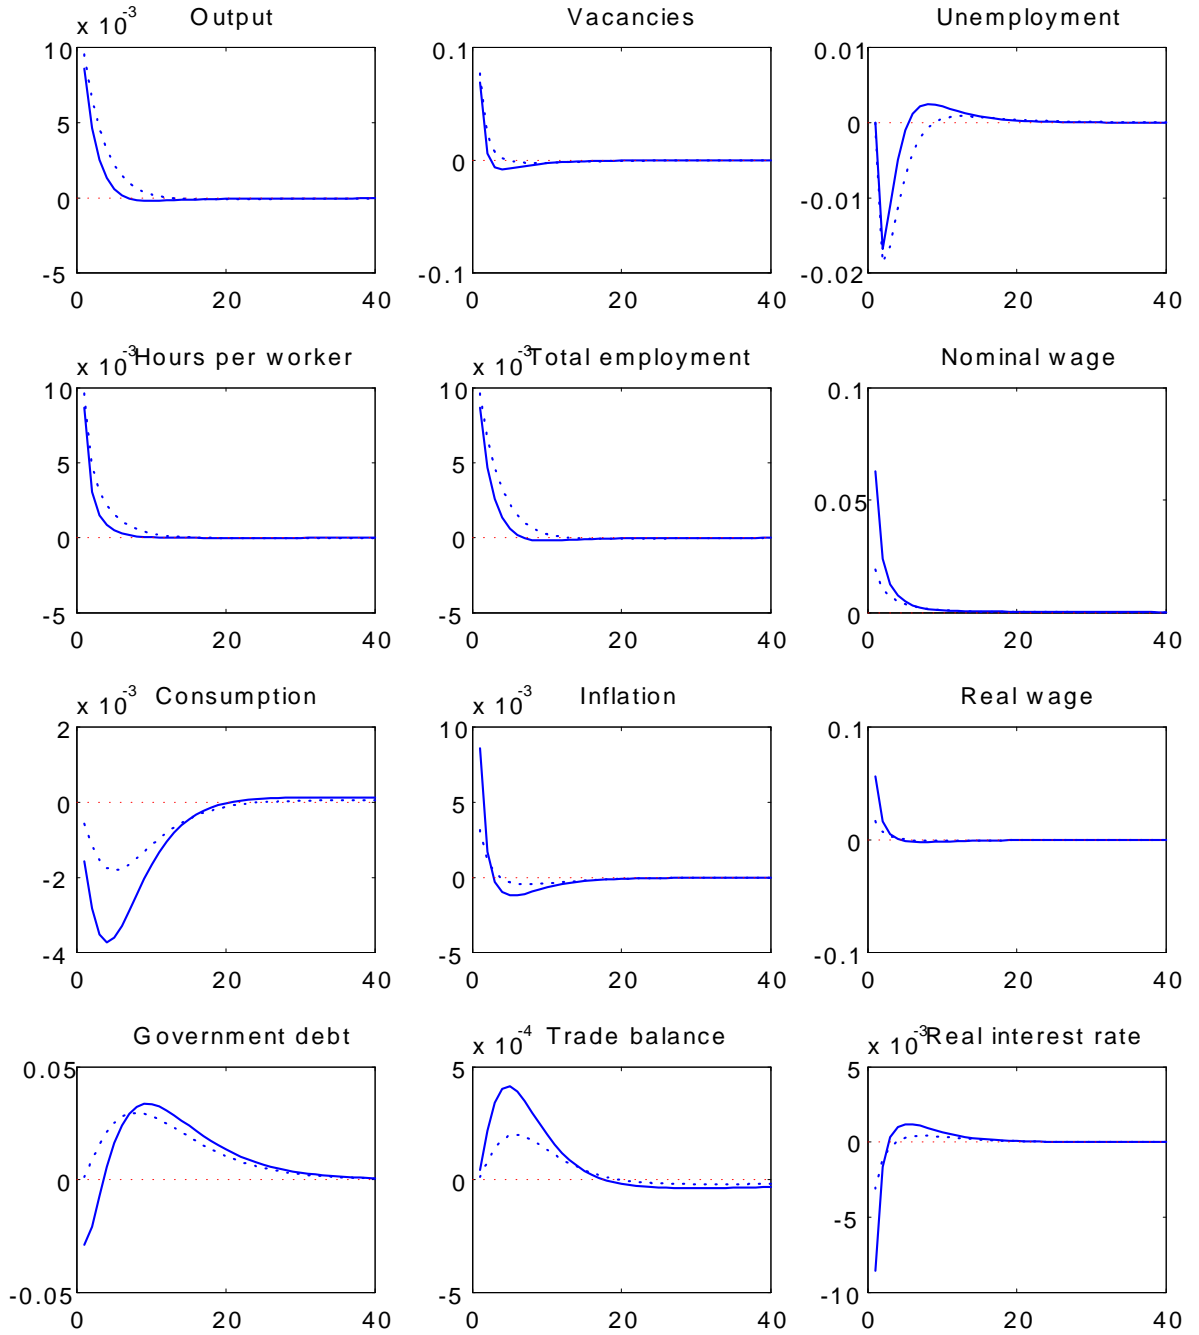 Output
Vacancies
Unemployment
x 10-3
10
5
0
-5
0 20 40
0.1
0
-0.1
0 20 40
0.01
0
-0.01
-0.02
0 20 40
Hours per worker
Total employment
Nominal wage
x 10-3
10
5
0
-5
0 20 40
x 10-3
10
5
0
-5
0 20 40
0.1
0.05
0
0 20 40
Consumption
Inflation
Real wage
x 10-3
2
0
-2
-4
0 20 40
x 10-3
10
5
0
-5
0 20 40
0.1
0
-0.1
0 20 40
Government debt
Trade balance
Real interest rate
0.05
0
-0.05
0 20 40
x 10-4
5
0
-5
0 20 40
x 10-3
5
0
-5
-10
0 20 40